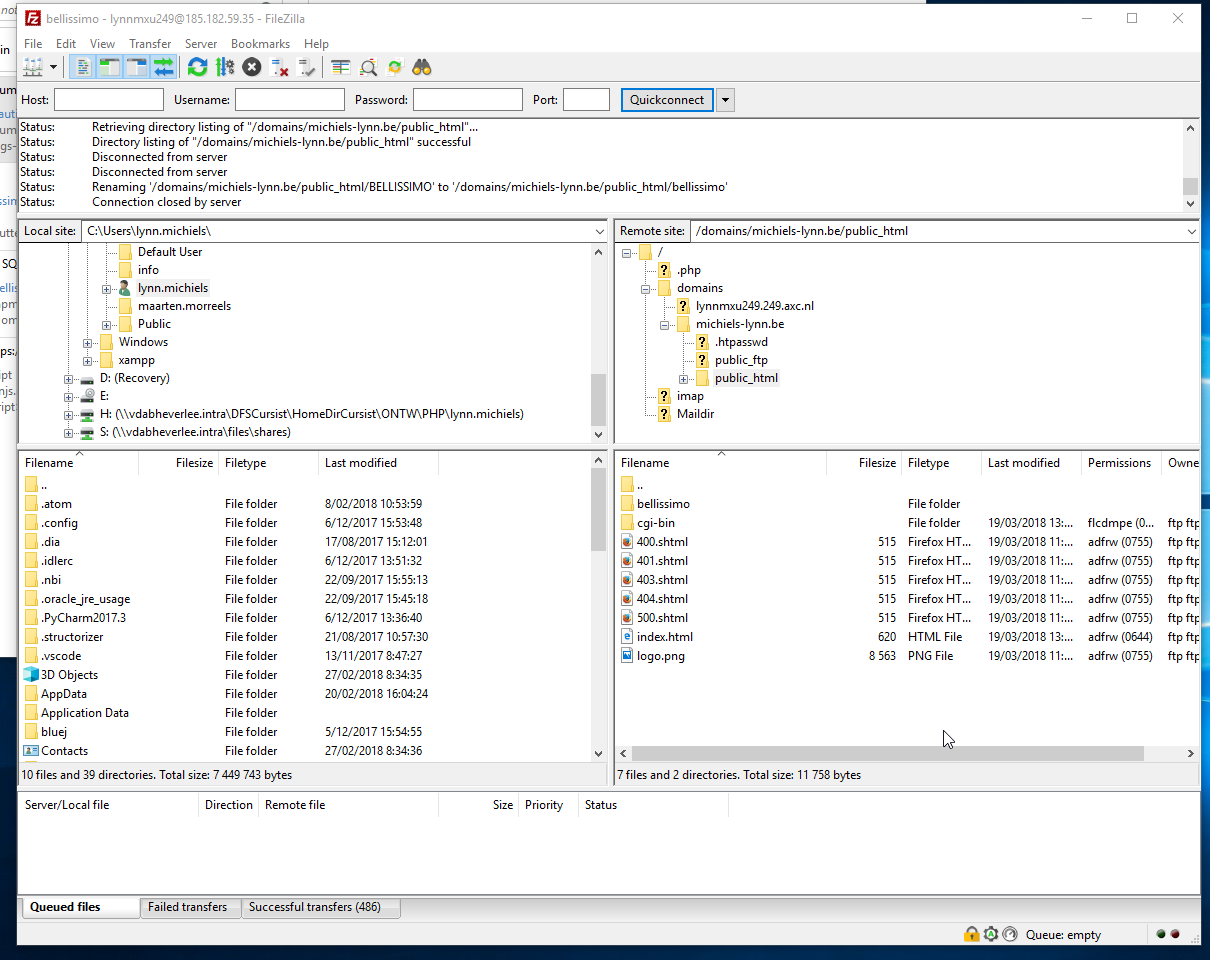 bellissimo - lynnmxu249@185.182.59.35 - FileZilla
File Edit View Transfer Server Bookmarks Help
Host: Username: Password: Port: Quickconnect
Status: Retrieving directory listing of "/domains/michiels-lynn.be/public_html"...
Status: Directory listing of "/domains/michiels-lynn.be/public_html" successful
Status: Disconnected from server
Status: Disconnected from server
Status: Renaming '/domains/michiels-lynn.be/public_html/BELLISSIMO' to '/domains/michiels-lynn.be/public_html/bellissimo'
Status: Connection closed by server
Local site: C:\Users\lynn.michiels\
Default User
info
lynn.michiels
maarten.morreels
Public
Windows
xampp
D: (Recovery)
E:
H: (\\vdabheverlee.intra\DFSCursist\HomeDirCursist\ONTW\PHP\lynn.michiels)
S: (\\vdabheverlee.intra\files\shares)
Remote site: /domains/michiels-lynn.be/public_html
/
.php
domains
lynnmxu249.249.axc.nl
michiels-lynn.be
.htpasswd
public_ftp
public_html
imap
Maildir
Filename Filesize Filetype Last modified
..
.atom File folder 8/02/2018 10:53:59
.config File folder 6/12/2017 15:53:48
.dia File folder 17/08/2017 15:12:01
.idlerc File folder 6/12/2017 13:51:32
.nbi File folder 22/09/2017 15:55:13
.oracle_jre_usage File folder 22/09/2017 15:45:18
.PyCharm2017.3 File folder 6/12/2017 13:36:40
.structorizer File folder 21/08/2017 10:57:30
.vscode File folder 13/11/2017 8:47:27
3D Objects File folder 27/02/2018 8:34:35
AppData File folder 20/02/2018 16:04:24
Application Data File folder
bluej File folder 5/12/2017 15:54:55
Contacts File folder 27/02/2018 8:34:36
10 files and 39 directories. Total size: 7 449 743 bytes
Filename Filesize Filetype Last modified Permissions Owne
..
bellissimo File folder
cgi-bin File folder 19/03/2018 13:... flcdmpe (0... ftp ftp
400.shtml 515 Firefox HT... 19/03/2018 11:... adfrw (0755) ftp ftp
401.shtml 515 Firefox HT... 19/03/2018 11:... adfrw (0755) ftp ftp
403.shtml 515 Firefox HT... 19/03/2018 11:... adfrw (0755) ftp ftp
404.shtml 515 Firefox HT... 19/03/2018 11:... adfrw (0755) ftp ftp
500.shtml 515 Firefox HT... 19/03/2018 11:... adfrw (0755) ftp ftp
index.html 620 HTML File 19/03/2018 13:... adfrw (0644) ftp ftp
logo.png 8 563 PNG File 19/03/2018 11:... adfrw (0755) ftp ftp
7 files and 2 directories. Total size: 11 758 bytes
Server/Local file Direction Remote file Size Priority Status
Queued files Failed transfers Successful transfers (486)
Queue: empty